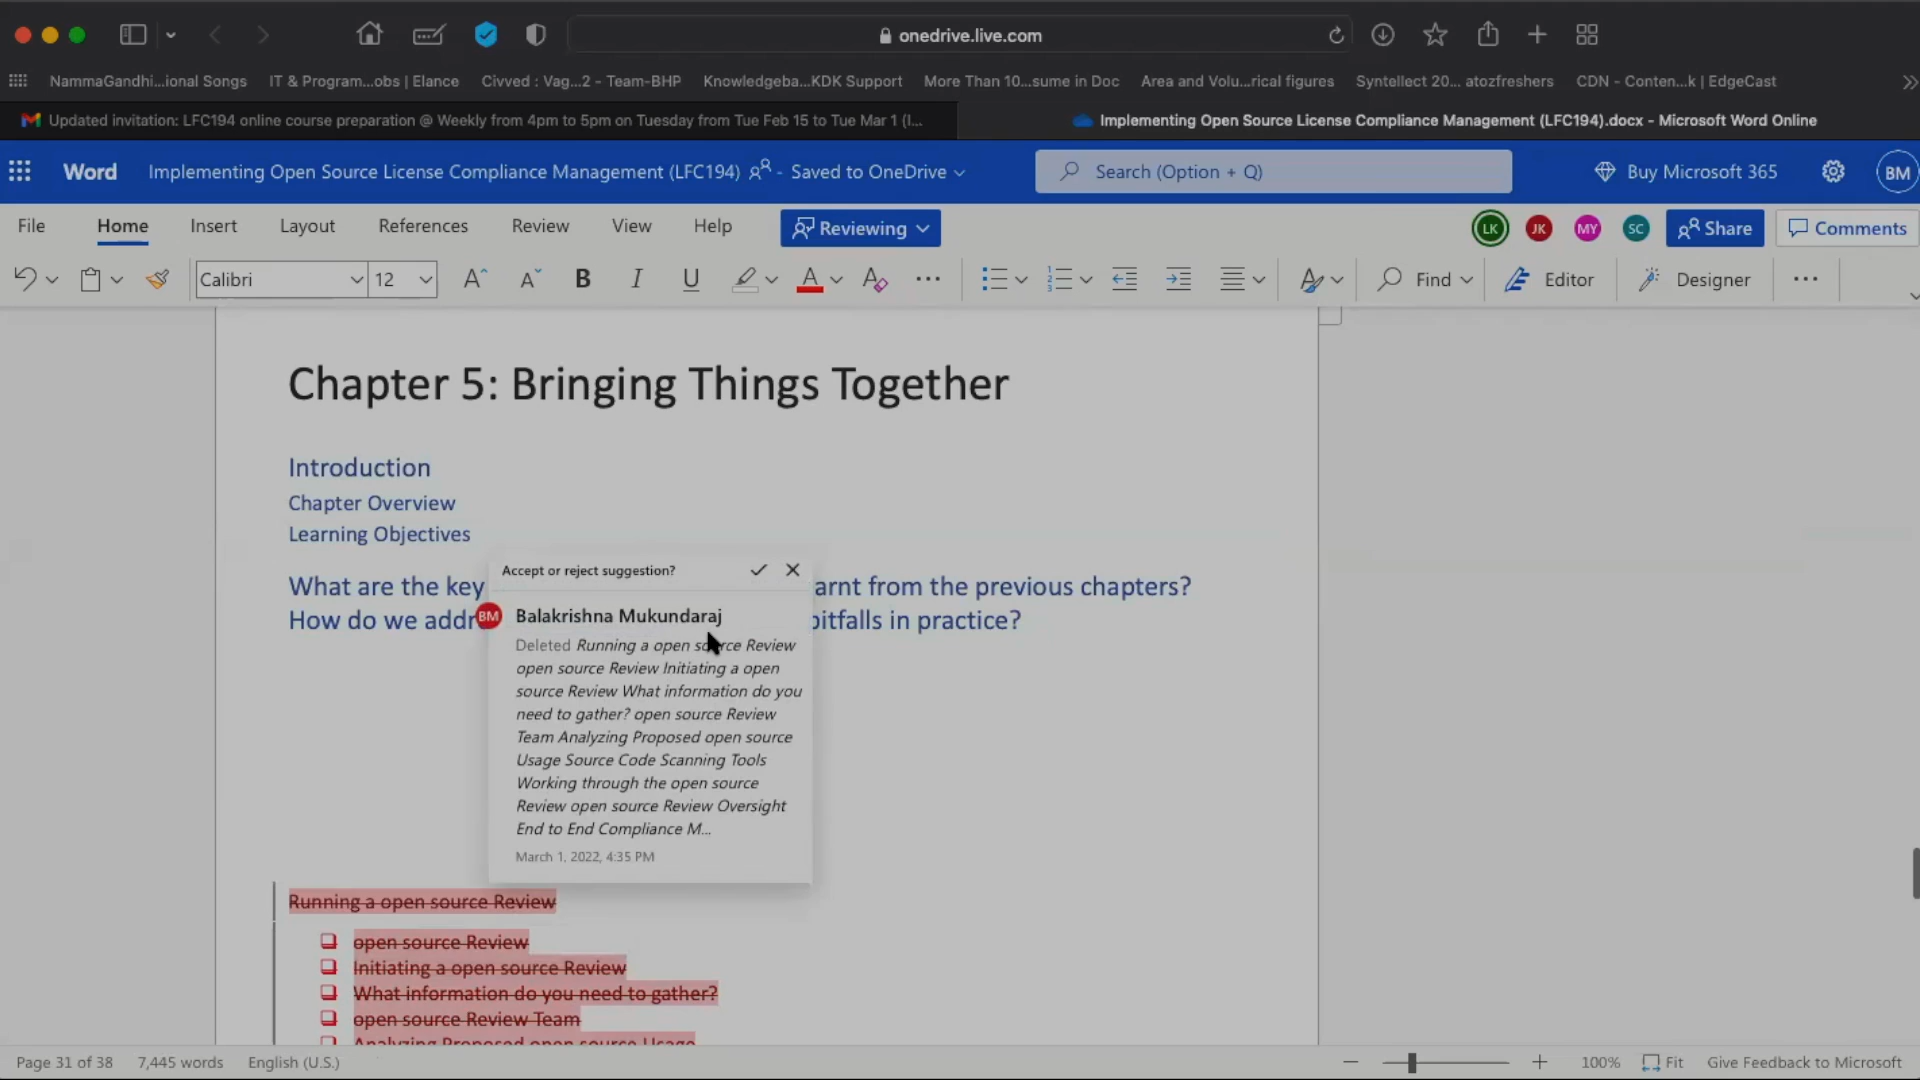 onedrive.live.com
NammaGandhi...ional Songs
IT & Program...obs | Elance
Civved : Vag...2 - Team-BHP
Knowledgeba...KDK Support
More Than 10...sume in Doc
Area and Volu...rical figures
Syntellect 20... atozfreshers
CDN - Conten...k | EdgeCast
Updated invitation: LFC194 online course preparation @ Weekly from 4pm to 5pm on Tuesday from Tue Feb 15 to Tue Mar 1 (I...
Implementing Open Source License Compliance Management (LFC194).docx - Microsoft Word Online
Word
Implementing Open Source License Compliance Management (LFC194) - Saved to OneDrive
Search (Option + Q)
Buy Microsoft 365
BM
File
Home
Insert
Layout
References
Review
View
Help
Reviewing
LK
JK
MY
SC
Share
Comments
Calibri
12
Find
Editor
Designer
Chapter 5: Bringing Things Together
Introduction
Chapter Overview
Learning Objectives
What are the key
arnt from the previous chapters?
How do we addr
pitfalls in practice?
Accept or reject suggestion?
BM
Balakrishna Mukundaraj
Deleted Running a open source Review
open source Review Initiating a open
source Review What information do you
need to gather? open source Review
Team Analyzing Proposed open source
Usage Source Code Scanning Tools
Working through the open source
Review open source Review Oversight
End to End Compliance M...
March 1, 2022, 4:35 PM
Running a open source Review
open source Review
Initiating a open source Review
What information do you need to gather?
open source Review Team
Analyzing Proposed open source Usage
Page 31 of 38
7,445 words
English (U.S.)
100%
Fit
Give Feedback to Microsoft